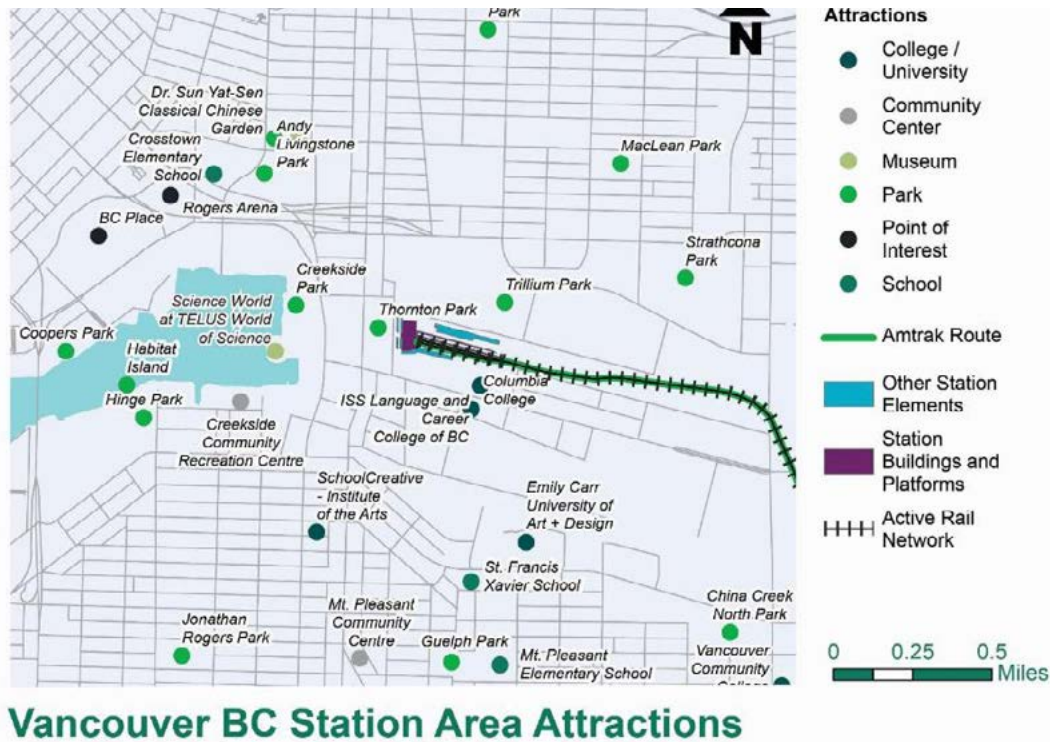 Park
N
Dr. Sun Yat-Sen
Classical Chinese
Garden
Andy
Livingstone
Park
Crosstown
Elementary
School
MacLean Park
Rogers Arena
BC Place
Strathcona
Park
Creekside
Park
Trillium Park
Science World
at TELUS World
of Science
Thornton Park
Coopers Park
Habitat
Island
Hinge Park
Columbia
College
ISS Language and
Career
College of BC
Creekside
Community
Recreation Centre
SchoolCreative
- Institute
of the Arts
Emily Carr
University of
Art + Design
St. Francis
Xavier School
China Creek
North Park
Jonathan
Rogers Park
Mt. Pleasant
Community
Centre
Guelph Park
Mt. Pleasant
Elementary School
Vancouver
Community
College
Attractions
College /
University
Community
Center
Museum
Park
Point of
Interest
School
Amtrak Route
Other Station
Elements
Station
Buildings and
Platforms
Active Rail
Network
0 0.25 0.5
Miles
Vancouver BC Station Area Attractions